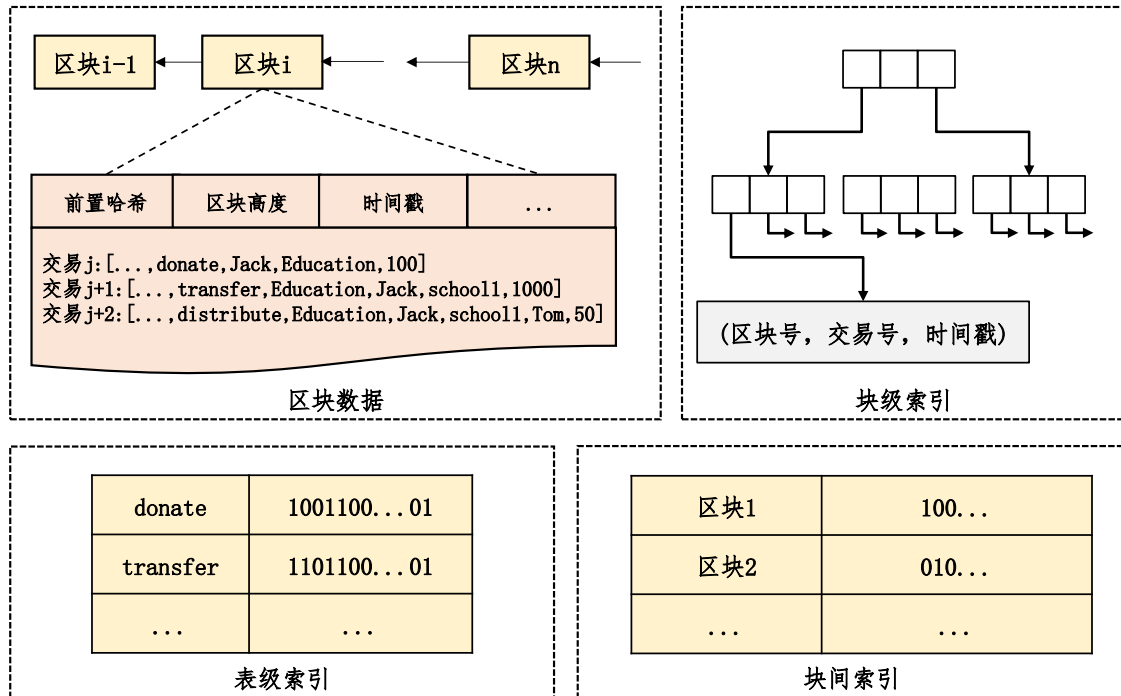 区块i-1 区块i 区块n
前置哈希 区块高度 时间戳 ...
交易j:[...,donate,Jack,Education,100]
交易j+1:[...,transfer,Education,Jack,school1,1000]
交易j+2:[...,distribute,Education,Jack,school1,Tom,50]
区块数据
(区块号，交易号，时间戳)
块级索引
donate 1001100...01
transfer 1101100...01
... ...
表级索引
区块1 100...
区块2 010...
... ...
块间索引